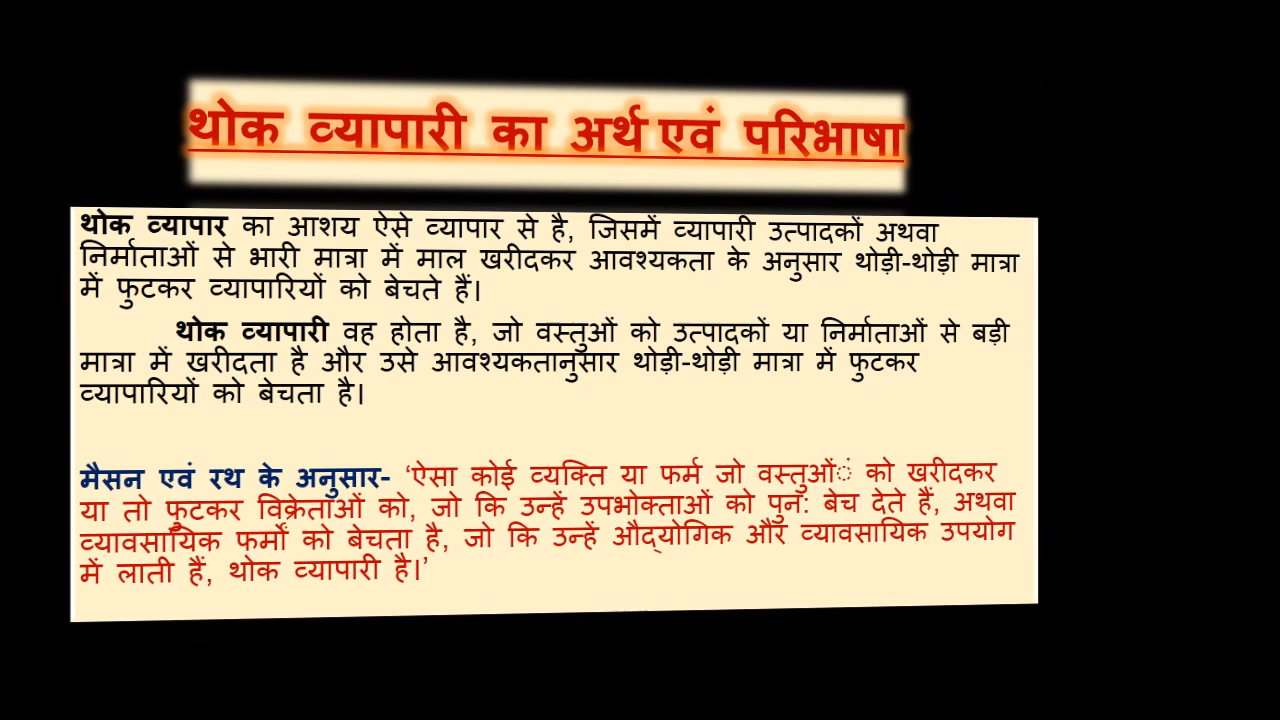 थोक व्यापारी का अर्थ एवं परिभाषा
थोक व्यापार का आशय ऐसे व्यापार से है, जिसमें व्यापारी उत्पादकों अथवा
निर्माताओं से भारी मात्रा में माल खरीदकर आवश्यकता के अनुसार थोड़ी-थोड़ी मात्रा
में फुटकर व्यापारियों को बेचते हैं।
थोक व्यापारी वह होता है, जो वस्तुओं को उत्पादकों या निर्माताओं से बड़ी
मात्रा में खरीदता है और उसे आवश्यकतानुसार थोड़ी-थोड़ी मात्रा में फुटकर
व्यापारियों को बेचता है।
मैसन एवं रथ के अनुसार- ‘ऐसा कोई व्यक्ति या फर्म जो वस्तुओंं को खरीदकर
या तो फुटकर विक्रेताओं को, जो कि उन्हें उपभोक्ताओं को पुन: बेच देते हैं, अथवा
व्यावसायिक फर्मों को बेचता है, जो कि उन्हें औद्योगिक और व्यावसायिक उपयोग
में लाती हैं, थोक व्यापारी है।’